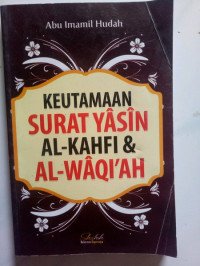 Abu Imamil Hudah
KEUTAMAAN
SURAT YÂSÎN
AL-KAHFI &
AL-WÂQI'AH